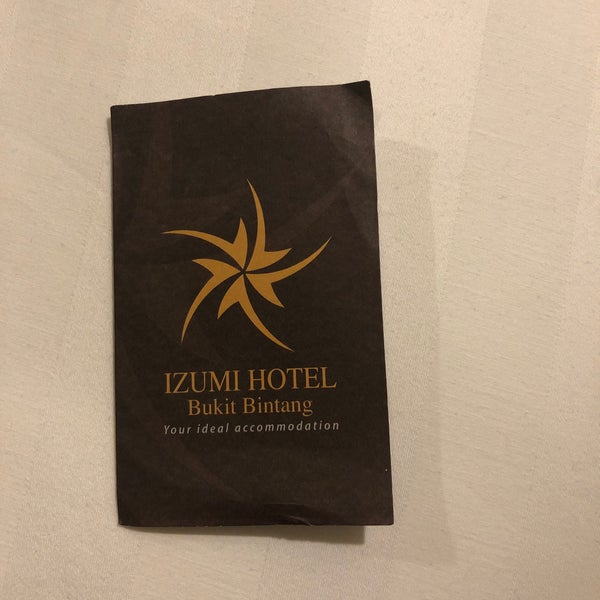 IZUMI HOTEL
Bukit Bintang
Your ideal accommodation